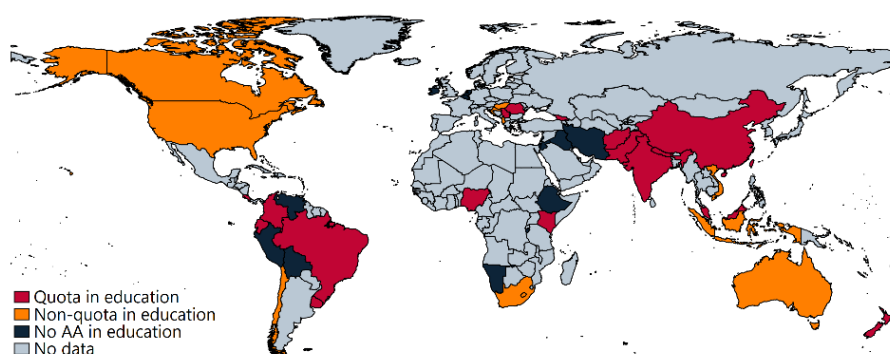 Quota in education
Non-quota in education
No AA in education
No data